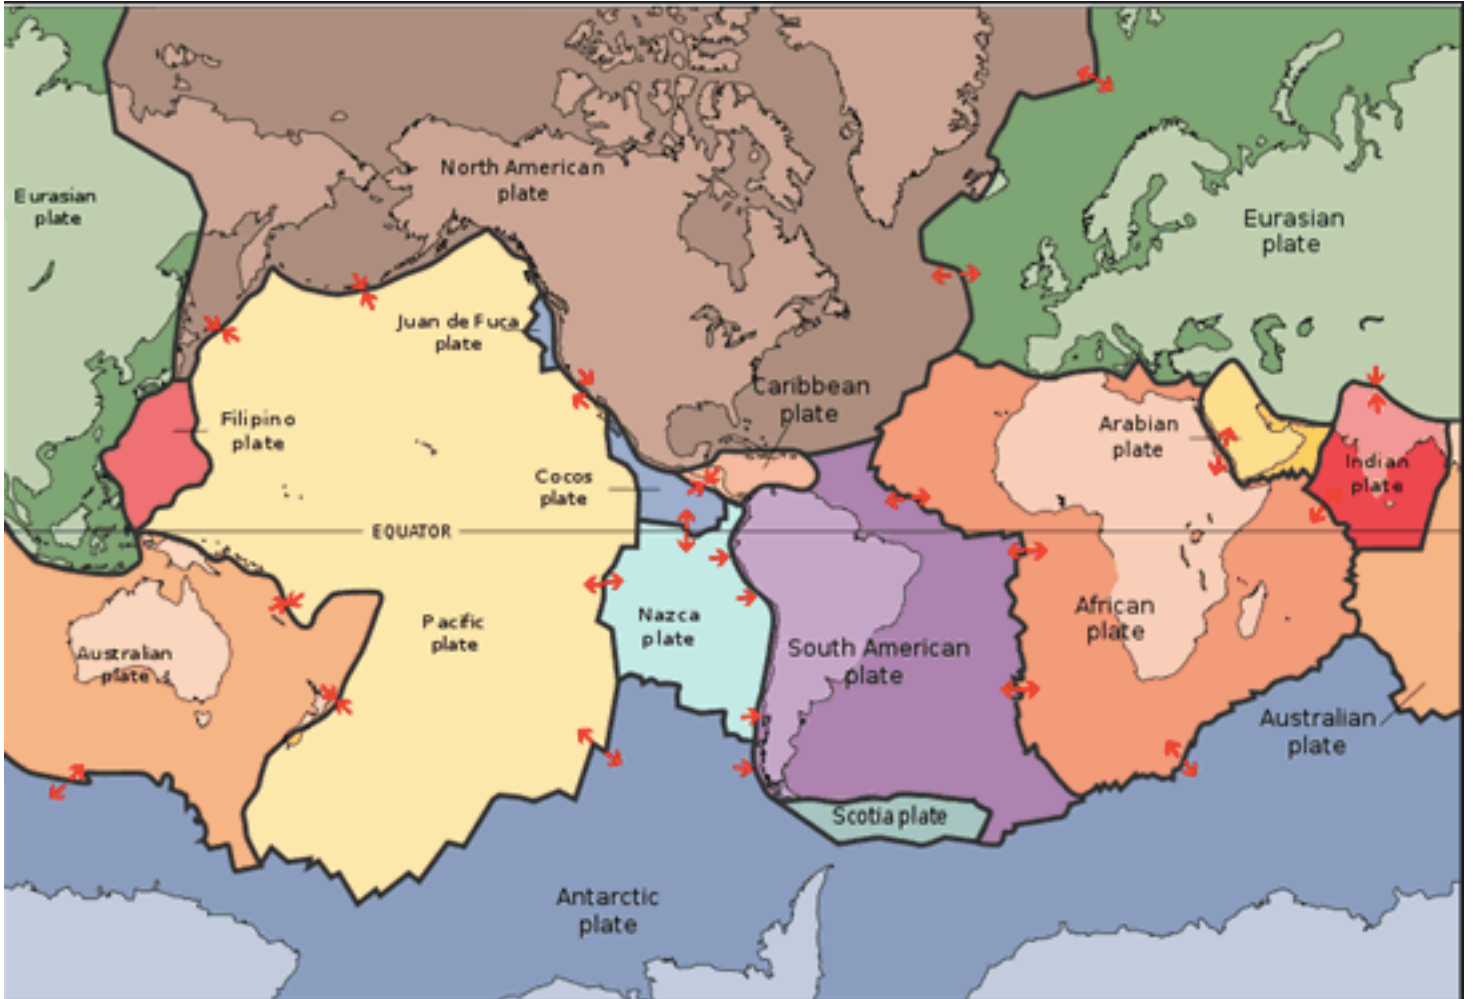 North American
plate
Eurasian
plate
Eurasian
plate
Juan de Fuca
plate
Caribbean
plate
Filipino
plate
Arabian
plate
Indian
plate
Cocos
plate
EQUATOR
Nazca
plate
Pacific
plate
African
plate
South American
plate
Australian
plate
Australian
plate
Scotia plate
Antarctic
plate